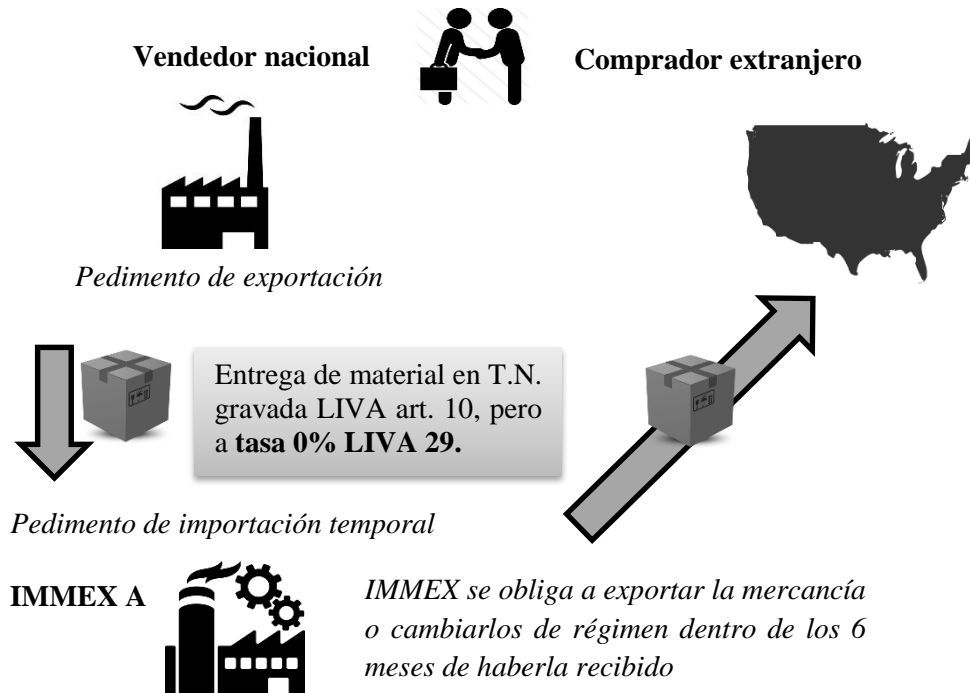 Vendedor nacional
Comprador extranjero
Pedimento de exportación
Entrega de material en T.N.
gravada LIVA art. 10, pero
a tasa 0% LIVA 29.
Pedimento de importación temporal
IMMEX A
IMMEX se obliga a exportar la mercancía
o cambiarlos de régimen dentro de los 6
meses de haberla recibido